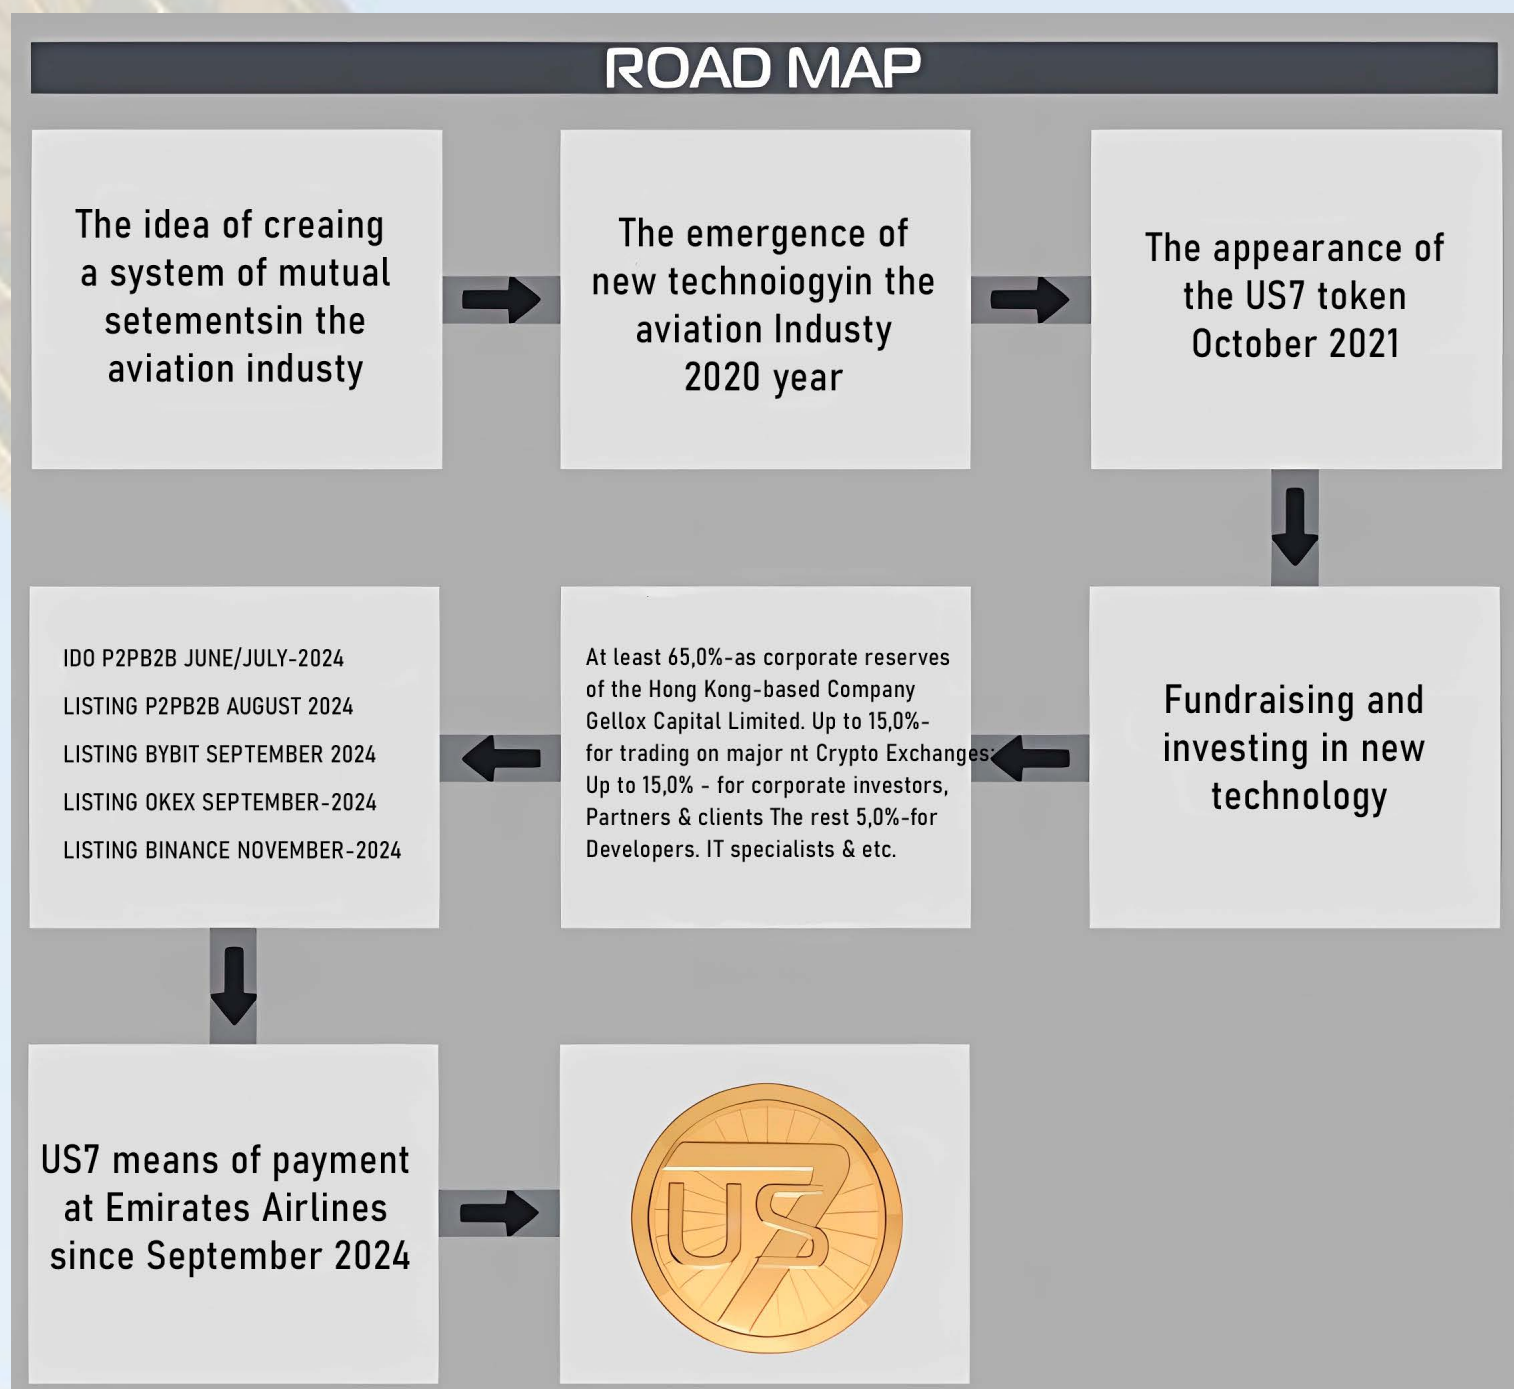 ROAD MAP
The idea of creaing
a system of mutual
setementsin the
aviation industy
The emergence of
new technoiogyin the
aviation Industy
2020 year
The appearance of
the US7 token
October 2021
Fundraising and
investing in new
technology
At least 65,0%-as corporate reserves
of the Hong Kong-based Company
Gellox Capital Limited. Up to 15,0%-
for trading on major nt Crypto Exchanges;
Up to 15,0% - for corporate investors,
Partners & clients The rest 5,0%-for
Developers. IT specialists & etc.
IDO P2PB2B JUNE/JULY-2024
LISTING P2PB2B AUGUST 2024
LISTING BYBIT SEPTEMBER 2024
LISTING OKEX SEPTEMBER-2024
LISTING BINANCE NOVEMBER-2024
US7 means of payment
at Emirates Airlines
since September 2024
US7